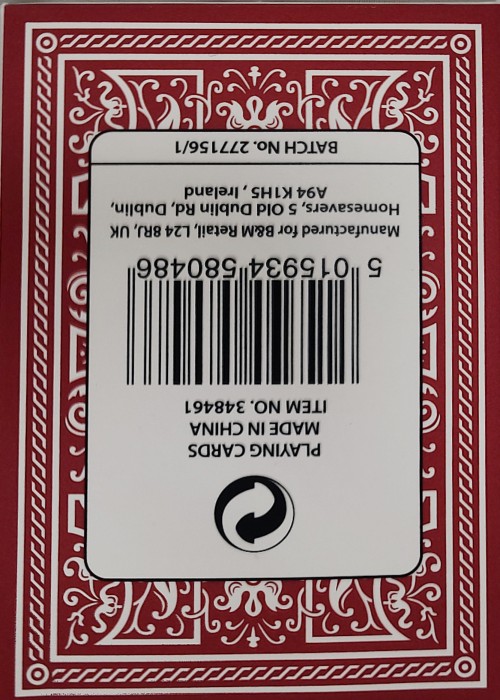 PLAYING CARDS
MADE IN CHINA
ITEM NO. 348461
5 015934 580486
Manufactured for B&M Retail, L24 8RJ, UK
Homesavers, 5 Old Dublin Rd, Dublin,
A94 K1H5 , Ireland
BATCH No. 277156/1